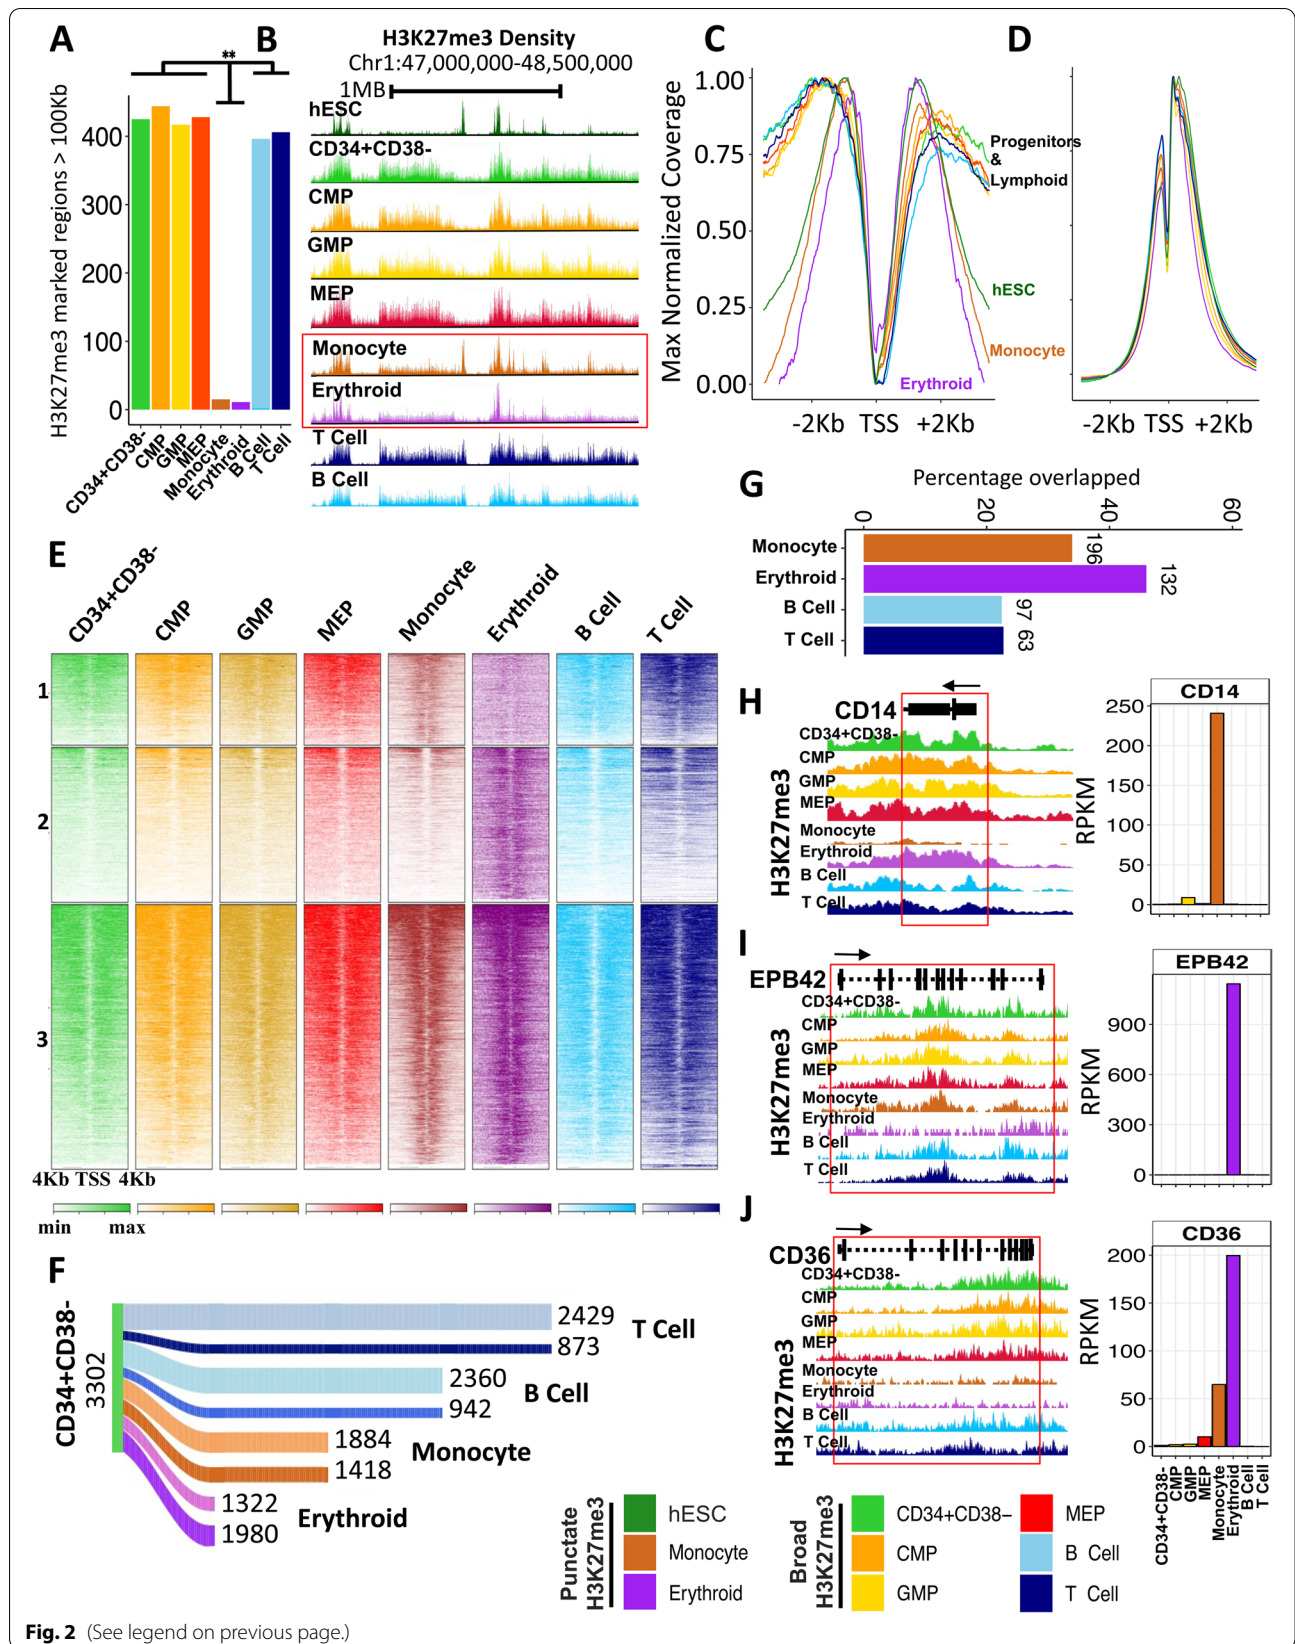 A
H3K27me3 marked regions > 100Kb
400
300
200
100
0
**
CD34+CD38-
CMP
GMP
MEP
Monocyte
Erythroid
B Cell
T Cell
B
H3K27me3 Density
Chr1:47,000,000-48,500,000
1MB
hESC
CD34+CD38-
CMP
GMP
MEP
Monocyte
Erythroid
T Cell
B Cell
C
Max Normalized Coverage
1.00
0.75
0.50
0.25
0.00
Progenitors
&
Lymphoid
hESC
Monocyte
Erythroid
-2Kb TSS +2Kb
D
-2Kb TSS +2Kb
E
CD34+CD38-
CMP
GMP
MEP
Monocyte
Erythroid
B Cell
T Cell
1
2
3
4Kb TSS 4Kb
min max
F
CD34+CD38-
3302
2429
873
T Cell
2360
942
B Cell
1884
1418
Monocyte
1322
1980
Erythroid
G
Percentage overlapped
0 20 40 60
Monocyte 196
Erythroid 132
B Cell 97
T Cell 63
H
CD14
H3K27me3
CD34+CD38-
CMP
GMP
MEP
Monocyte
Erythroid
B Cell
T Cell
CD14
RPKM
250
200
150
100
50
0
I
EPB42
H3K27me3
CD34+CD38-
CMP
GMP
MEP
Monocyte
Erythroid
B Cell
T Cell
EPB42
RPKM
900
600
300
0
J
CD36
H3K27me3
CD34+CD38-
CMP
GMP
MEP
Monocyte
Erythroid
B Cell
T Cell
CD36
RPKM
200
150
100
50
0
CD34+CD38-
CMP
GMP
MEP
Monocyte
Erythroid
B Cell
T Cell
Punctate
H3K27me3
hESC
Monocyte
Erythroid
Broad
H3K27me3
CD34+CD38–
CMP
GMP
MEP
B Cell
T Cell
Fig. 2 (See legend on previous page.)